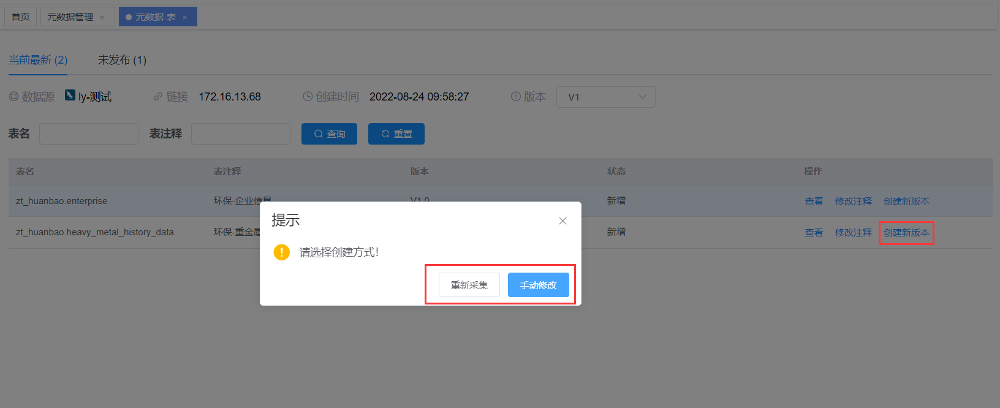 首页 元数据管理 × 元数据-表 ×
当前最新 (2) 未发布 (1)
数据源 ly-测试 链接 172.16.13.68 创建时间 2022-08-24 09:58:27 版本 V1
表名 表注释 查询 重置
表名 表注释 版本 状态 操作
zt_huanbao.enterprise 环保-企业信息 V1.0 新增 查看 修改注释 创建新版本
zt_huanbao.heavy_metal_history_data 环保-重金属 新增 查看 修改注释 创建新版本
提示
请选择创建方式!
重新采集 手动修改